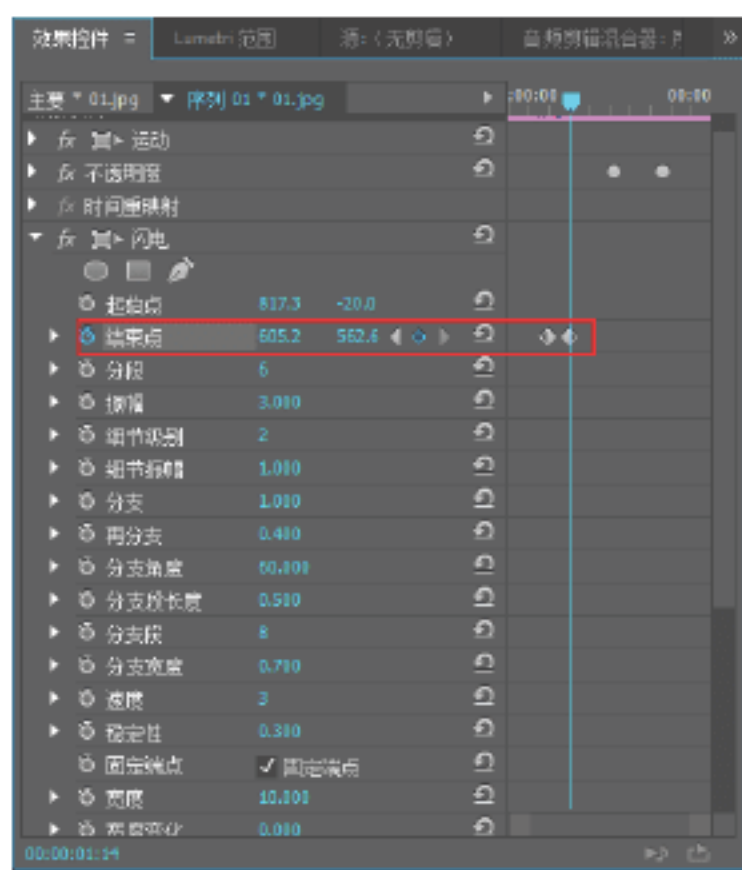 效果控件 ≡ Lumetri 范围 源:（无剪辑） 音频剪辑混合器: »
主要 * 01.jpg 序列 01 * 01.jpg :00:00 00:00
fx 运动
fx 不透明度
fx 时间重映射
fx 闪电
起始点 817.3 -20.0
结束点 605.2 562.6
分段 6
振幅 3.000
细节级别 2
细节振幅 1.000
分支 1.000
再分支 0.400
分支角度 60.000
分支段长度 0.500
分支段 8
分支宽度 0.700
速度 3
稳定性 0.300
固定端点 ✓ 固定端点
宽度 10.000
宽度变化 0.000
00:00:01:14